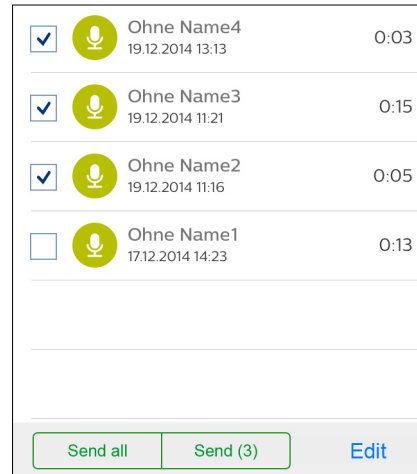 Ohne Name4
19.12.2014 13:13
0:03
Ohne Name3
19.12.2014 11:21
0:15
Ohne Name2
19.12.2014 11:16
0:05
Ohne Name1
17.12.2014 14:23
0:13
Send all
Send (3)
Edit